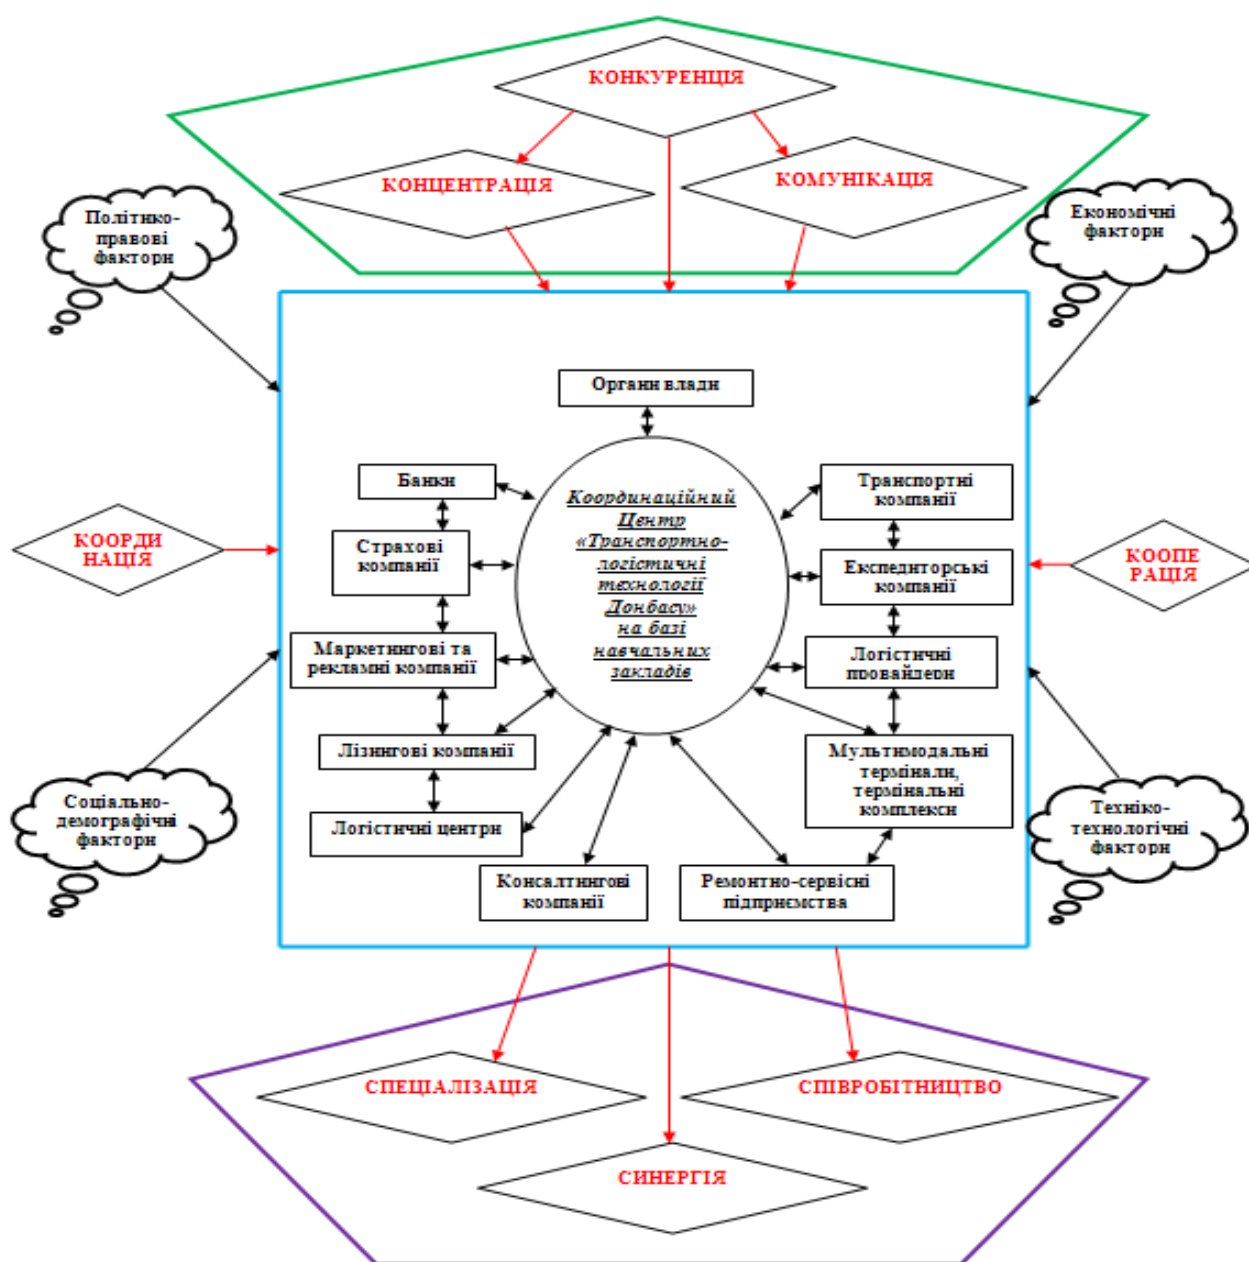 КОНКУРЕНЦІЯ
КОНЦЕНТРАЦІЯ
КОМУНІКАЦІЯ
Політико-
правові
фактори
Економічні
фактори
Органи влади
Банки
Страхові
компанії
Маркетингові та
рекламні компанії
Лізингові компанії
Логістичні центри
Консалтингові
компанії
Координаційний
Центр
«Транспортно-
логістичні
технології
Донбасу»
на базі
навчальних
закладів
Транспортні
компанії
Експедиторські
компанії
Логістичні
провайдери
Мультимодальні
термінали,
термінальні
комплекси
Ремонтно-сервісні
підприємства
КООРДИ
НАЦІЯ
КООПЕ
РАЦІЯ
Соціально-
демографічні
фактори
Техніко-
технологічні
фактори
СПЕЦІАЛІЗАЦІЯ
СПІВРОБІТНИЦТВО
СИНЕРГІЯ